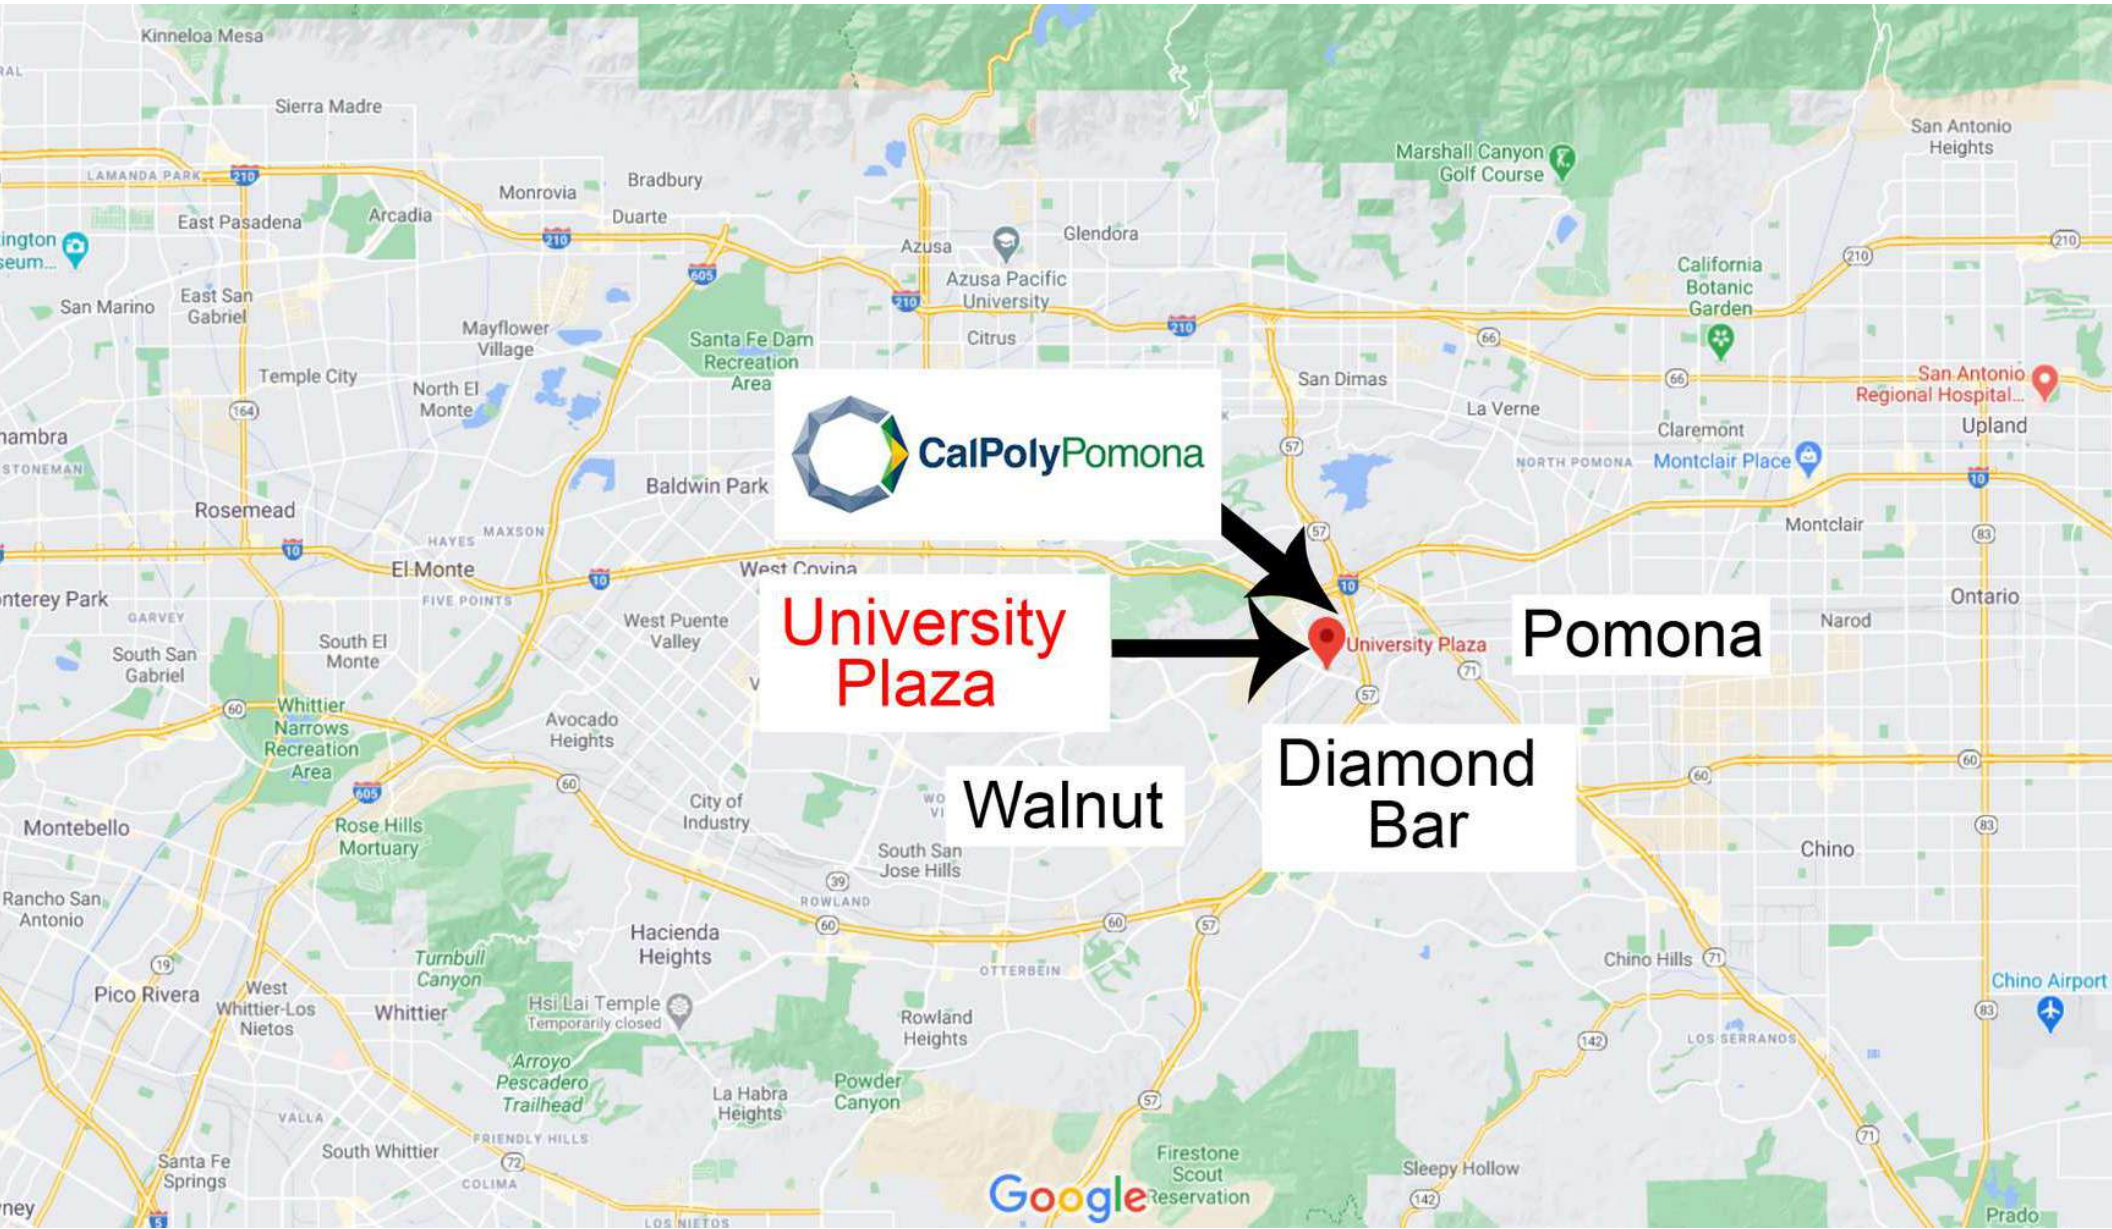 Kinneloa Mesa
RAL
Sierra Madre
LAMANDA PARK
210
East Pasadena
Arcadia
Monrovia
Bradbury
Duarte
210
605
ington
seum...
San Marino
East San
Gabriel
Mayflower
Village
Santa Fe Dam
Recreation
Area
Azusa
Glendora
Azusa Pacific
University
210
Citrus
210
Marshall Canyon
Golf Course
San Antonio
Heights
210
210
California
Botanic
Garden
66
66
San Antonio
Regional Hospital...
Upland
Temple City
North El
Monte
164
San Dimas
La Verne
Claremont
hambra
STONEMAN
57
NORTH POMONA
Montclair Place
10
Baldwin Park
CalPolyPomona
K
Rosemead
HAYES
MAXSON
57
Montclair
83
10
El Monte
10
West Covina
10
nterey Park
GARVEY
FIVE POINTS
West Puente
Valley
University
Plaza
University Plaza
Pomona
Narod
Ontario
South San
Gabriel
South El
Monte
V
71
57
60
Whittier
Narrows
Recreation
Area
Avocado
Heights
60
Diamond
Bar
60
60
605
City of
Industry
WO
VI
Walnut
Montebello
Rose Hills
Mortuary
South San
Jose Hills
83
Chino
39
ROWLAND
Rancho San
Antonio
60
60
57
Hacienda
Heights
OTTERBEIN
19
Turnbull
Canyon
Chino Hills
71
Pico Rivera
West
Whittier-Los
Nietos
Whittier
Hsi Lai Temple
Temporarily closed
Rowland
Heights
Chino Airport
83
142
LOS SERRANOS
Arroyo
Pescadero
Trailhead
La Habra
Heights
Powder
Canyon
57
VALLA
FRIENDLY HILLS
South Whittier
72
71
Santa Fe
Springs
COLIMA
Firestone
Scout
Reservation
Sleepy Hollow
142
Google
ney
5
LOS NIETOS
Prado